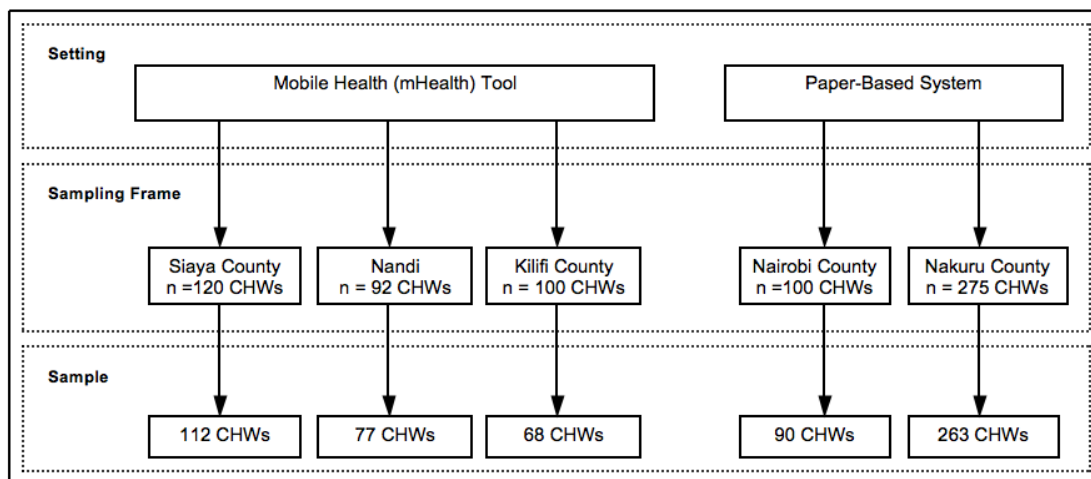 Setting
Mobile Health (mHealth) Tool
Paper-Based System
Sampling Frame
Siaya County
n =120 CHWs
Nandi
n = 92 CHWs
Kilifi County
n = 100 CHWs
Nairobi County
n =100 CHWs
Nakuru County
n = 275 CHWs
Sample
112 CHWs
77 CHWs
68 CHWs
90 CHWs
263 CHWs